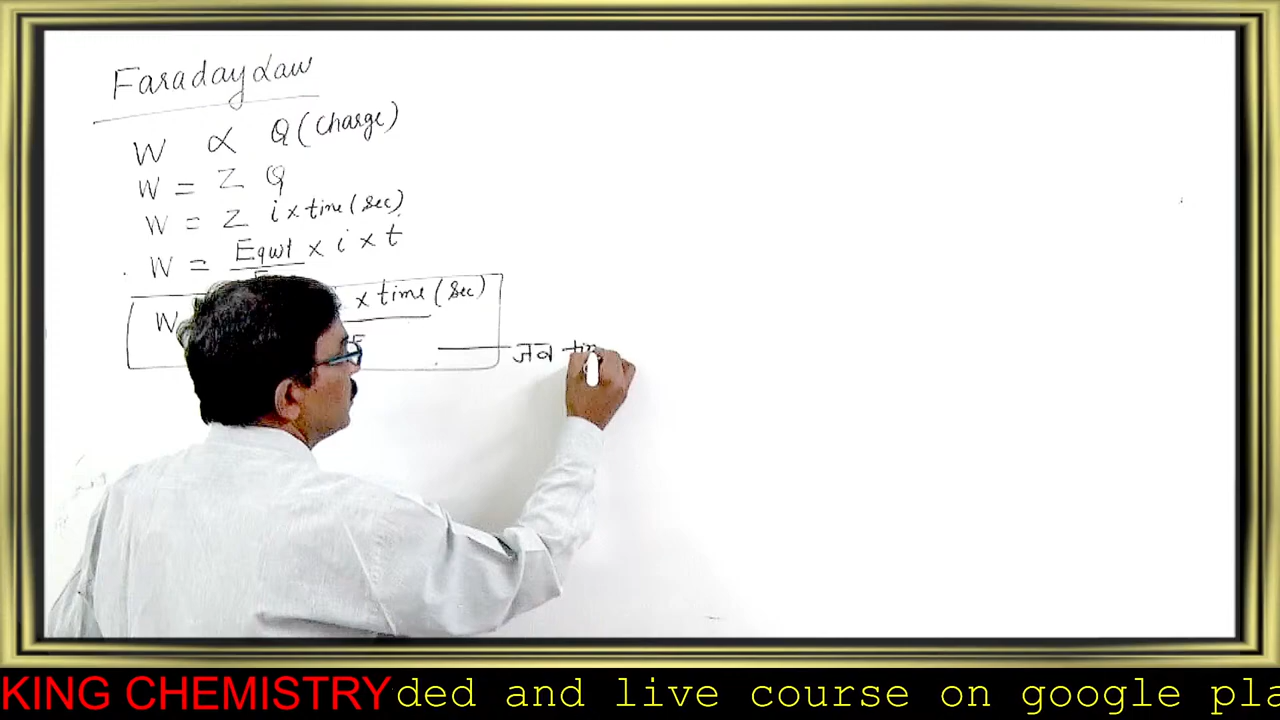 Faraday Law
W ∝ Q (Charge)
W = Z Q
W = Z i × time (sec)
W = Eqwt × i × t
W × time (sec)
जब
KING CHEMISTRY ded and live course on google pla